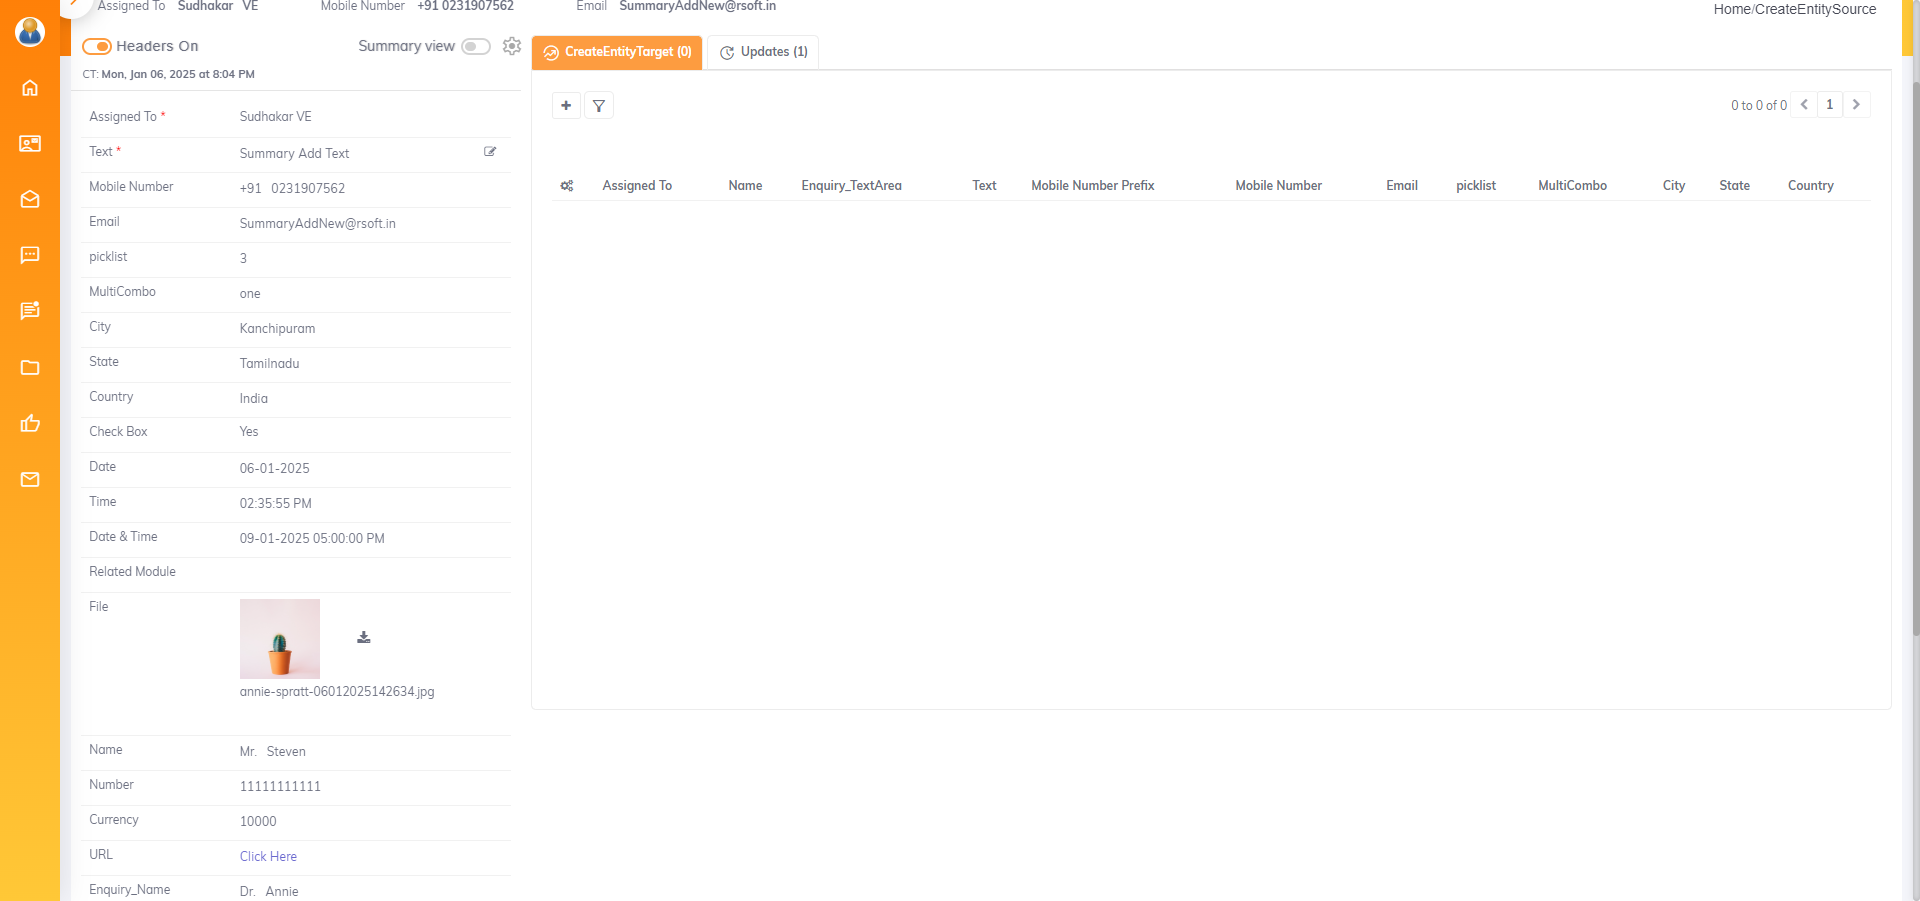 Assigned To Sudhakar VE Mobile Number +91 0231907562 Email SummaryAddNew@rsoft.in
Home/CreateEntitySource
Headers On Summary view
CT: Mon, Jan 06, 2025 at 8:04 PM
Assigned To * Sudhakar VE
Text * Summary Add Text
Mobile Number +91 0231907562
Email SummaryAddNew@rsoft.in
picklist 3
MultiCombo one
City Kanchipuram
State Tamilnadu
Country India
Check Box Yes
Date 06-01-2025
Time 02:35:55 PM
Date & Time 09-01-2025 05:00:00 PM
Related Module
File
annie-spratt-06012025142634.jpg
Name Mr. Steven
Number 11111111111
Currency 10000
URL Click Here
Enquiry_Name Dr. Annie
CreateEntityTarget (0) Updates (1)
0 to 0 of 0 1
Assigned To Name Enquiry_TextArea Text Mobile Number Prefix Mobile Number Email picklist MultiCombo City State Country